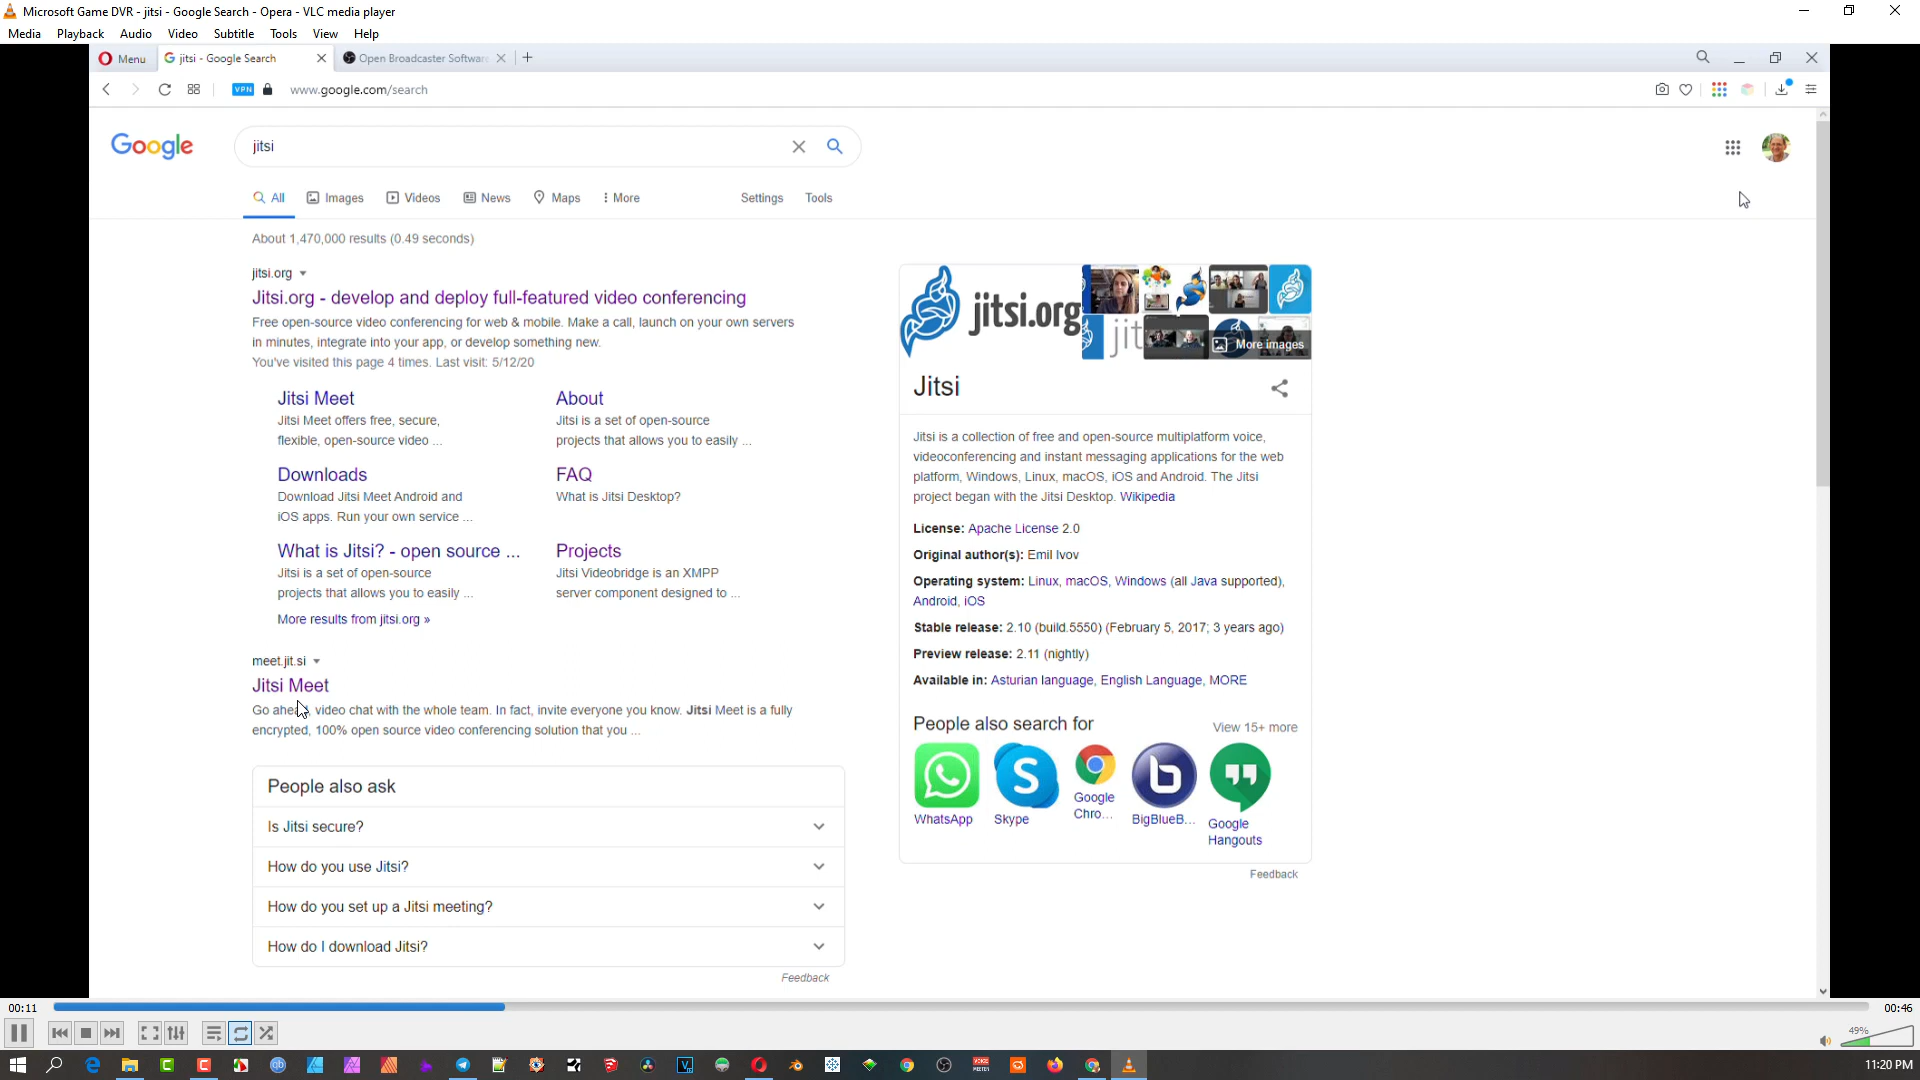 Microsoft Game DVR - jitsi - Google Search - Opera - VLC media player
Media Playback Audio Video Subtitle Tools View Help
Menu jitsi - Google Search Open Broadcaster Software
VPN www.google.com/search
Google jitsi
All Images Videos News Maps More Settings Tools
About 1,470,000 results (0.49 seconds)
jitsi.org
Jitsi.org - develop and deploy full-featured video conferencing
Free open-source video conferencing for web & mobile. Make a call, launch on your own servers
in minutes, integrate into your app, or develop something new.
You've visited this page 4 times. Last visit: 5/12/20
Jitsi Meet
Jitsi Meet offers free, secure,
flexible, open-source video ...
About
Jitsi is a set of open-source
projects that allows you to easily ...
Downloads
Download Jitsi Meet Android and
iOS apps. Run your own service ...
FAQ
What is Jitsi Desktop?
What is Jitsi? - open source ...
Jitsi is a set of open-source
projects that allows you to easily ...
Projects
Jitsi Videobridge is an XMPP
server component designed to ...
More results from jitsi.org »
meet.jit.si
Jitsi Meet
Go ahead, video chat with the whole team. In fact, invite everyone you know. Jitsi Meet is a fully
encrypted, 100% open source video conferencing solution that you ...
People also ask
Is Jitsi secure?
How do you use Jitsi?
How do you set up a Jitsi meeting?
How do I download Jitsi?
Feedback
jitsi.org
jit
More images
Jitsi
Jitsi is a collection of free and open-source multiplatform voice,
videoconferencing and instant messaging applications for the web
platform, Windows, Linux, macOS, iOS and Android. The Jitsi
project began with the Jitsi Desktop. Wikipedia
License: Apache License 2.0
Original author(s): Emil Ivov
Operating system: Linux, macOS, Windows (all Java supported),
Android, iOS
Stable release: 2.10 (build.5550) (February 5, 2017; 3 years ago)
Preview release: 2.11 (nightly)
Available in: Asturian language, English Language, MORE
People also search for
View 15+ more
WhatsApp
Skype
Google
Chro...
BigBlueB...
Google
Hangouts
Feedback
00:11 00:46
49%
11:20 PM